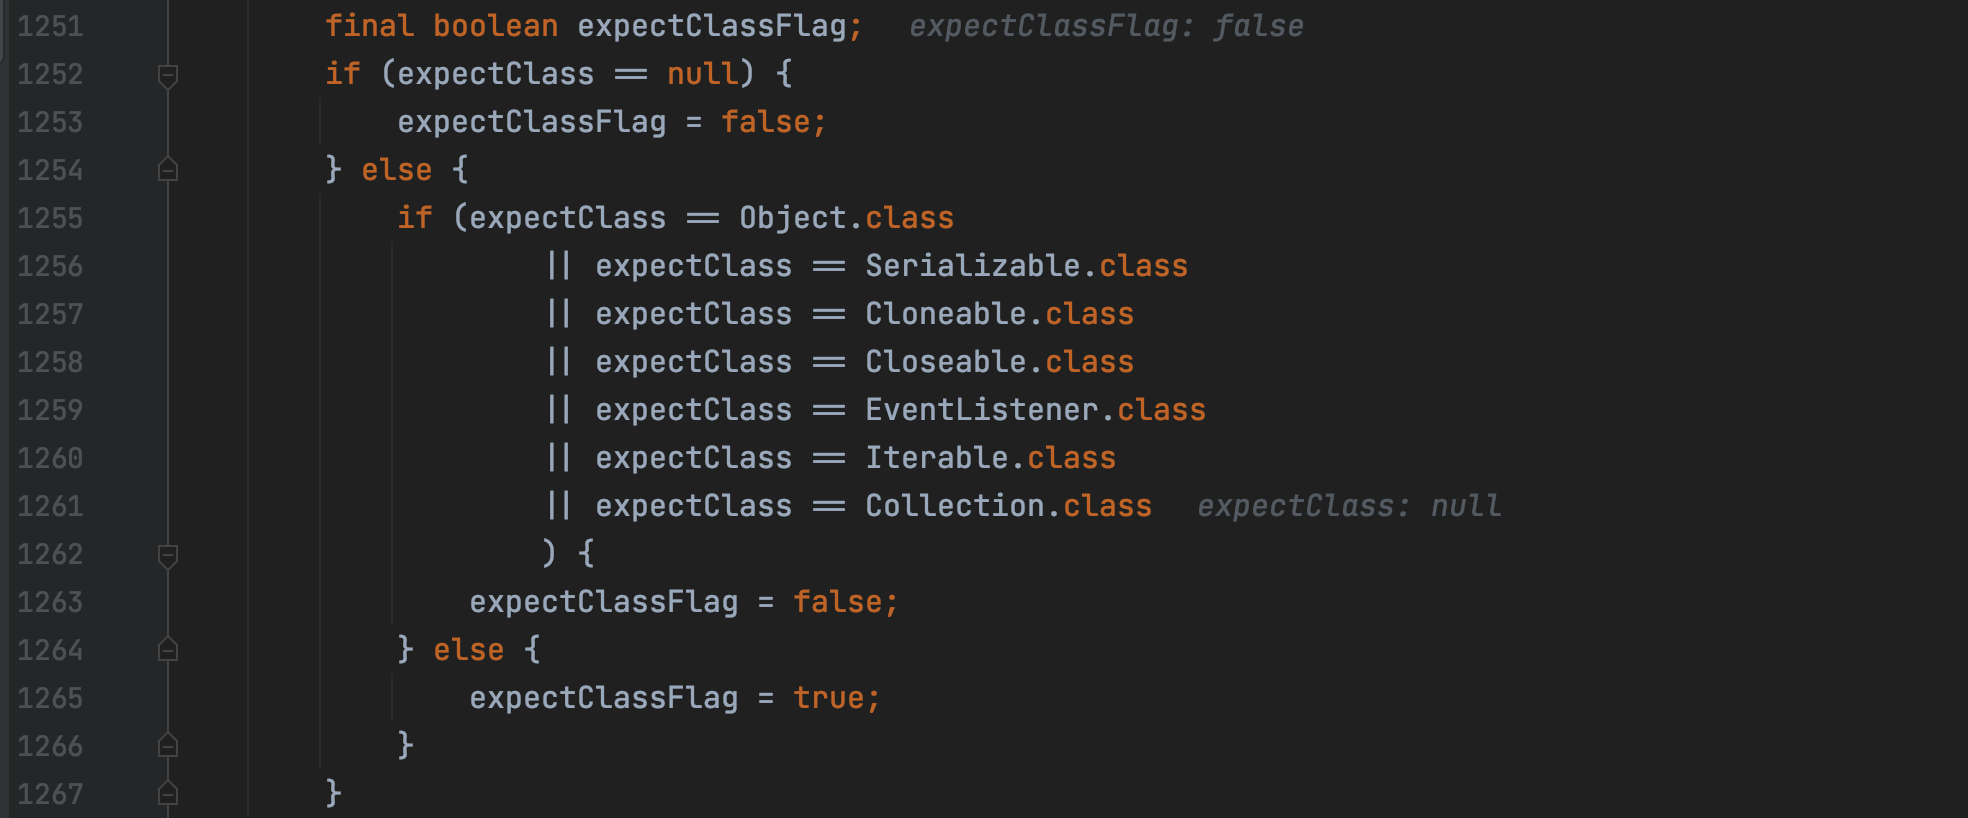 1251 final boolean expectClassFlag; expectClassFlag: false
1252 if (expectClass == null) {
1253 expectClassFlag = false;
1254 } else {
1255 if (expectClass == Object.class
1256 || expectClass == Serializable.class
1257 || expectClass == Cloneable.class
1258 || expectClass == Closeable.class
1259 || expectClass == EventListener.class
1260 || expectClass == Iterable.class
1261 || expectClass == Collection.class expectClass: null
1262 ) {
1263 expectClassFlag = false;
1264 } else {
1265 expectClassFlag = true;
1266 }
1267 }